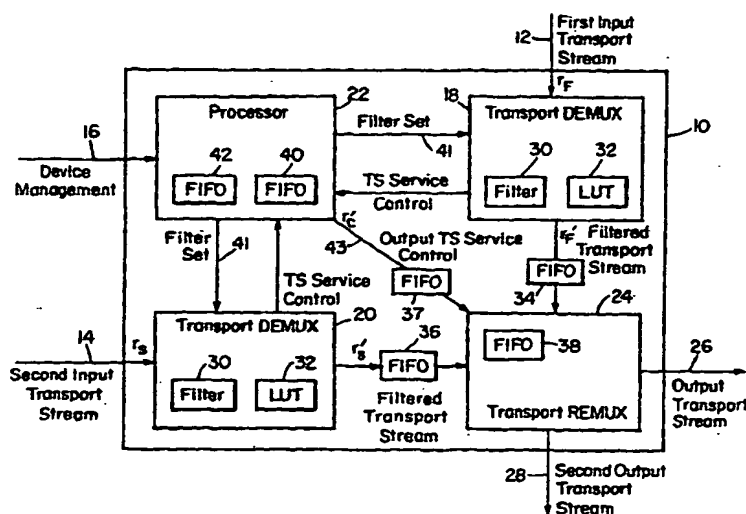 First Input
Transport
Stream
12
rF
Processor
22
18
Transport DEMUX
10
16
Device
Management
Filter Set
41
42
FIFO
40
FIFO
30
Filter
32
LUT
TS Service
Control
r'C
43
Output TS Service
Control
FIFO
37
r'F
Filtered
Transport
Stream
FIFO
34
24
Filter
Set
41
TS Service
Control
14
rS
Second Input
Transport
Stream
Transport DEMUX
20
30
Filter
32
LUT
r's
36
FIFO
Filtered
Transport
Stream
FIFO
38
Transport REMUX
26
Output
Transport
Stream
28
Second Output
Transport
Stream